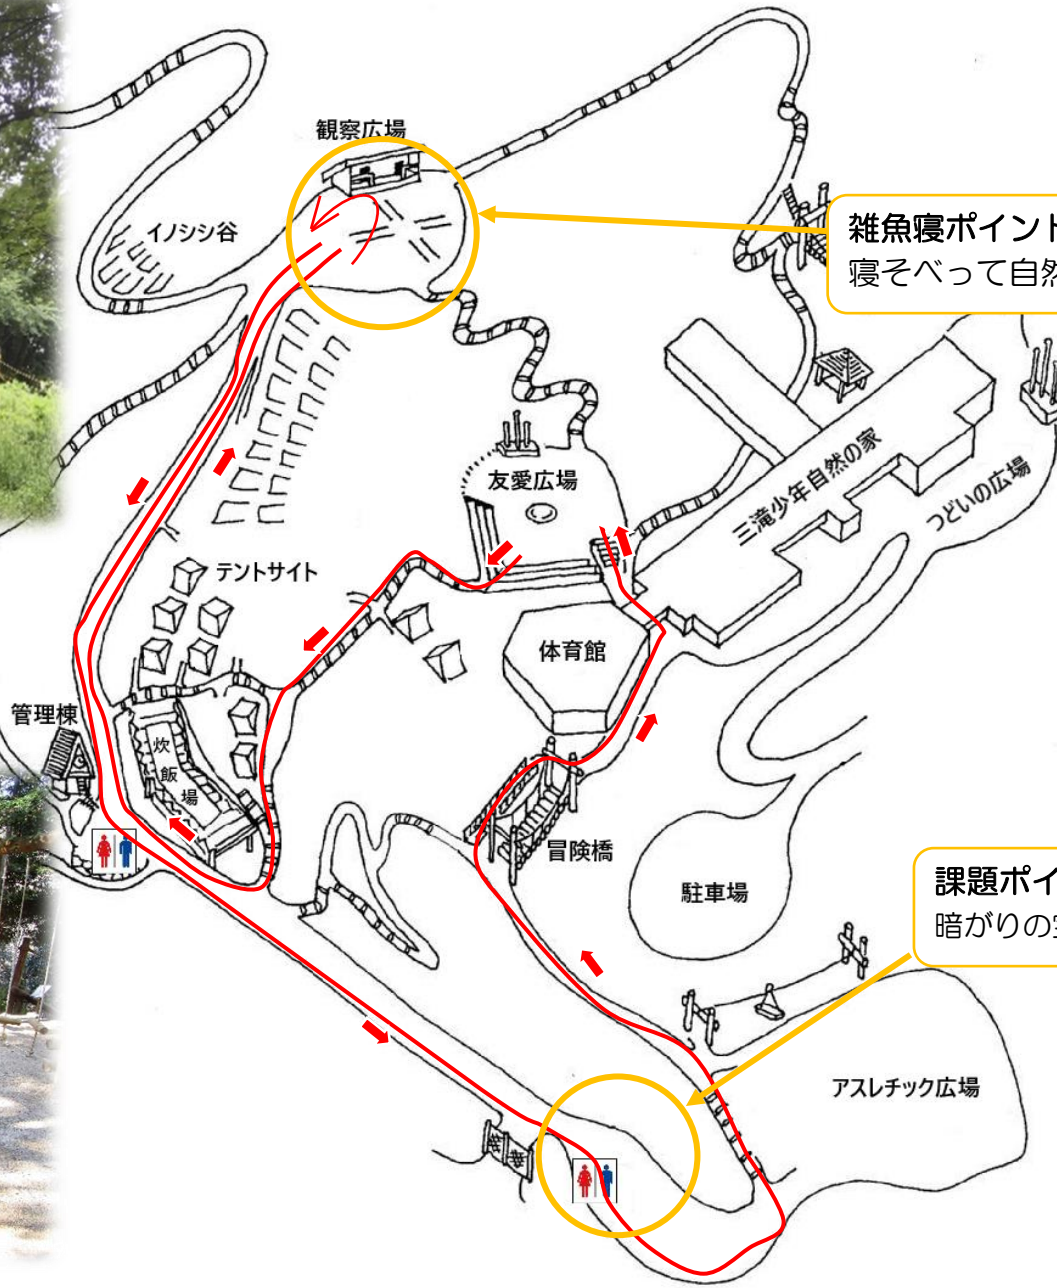 観察広場
イノシシ谷
雑魚寝ポイント
寝そべって自然
友愛広場
三滝少年自然の家
つどいの広場
テントサイト
体育館
管理棟
炊飯場
冒険橋
駐車場
課題ポイ
暗がりの
アスレチック広場